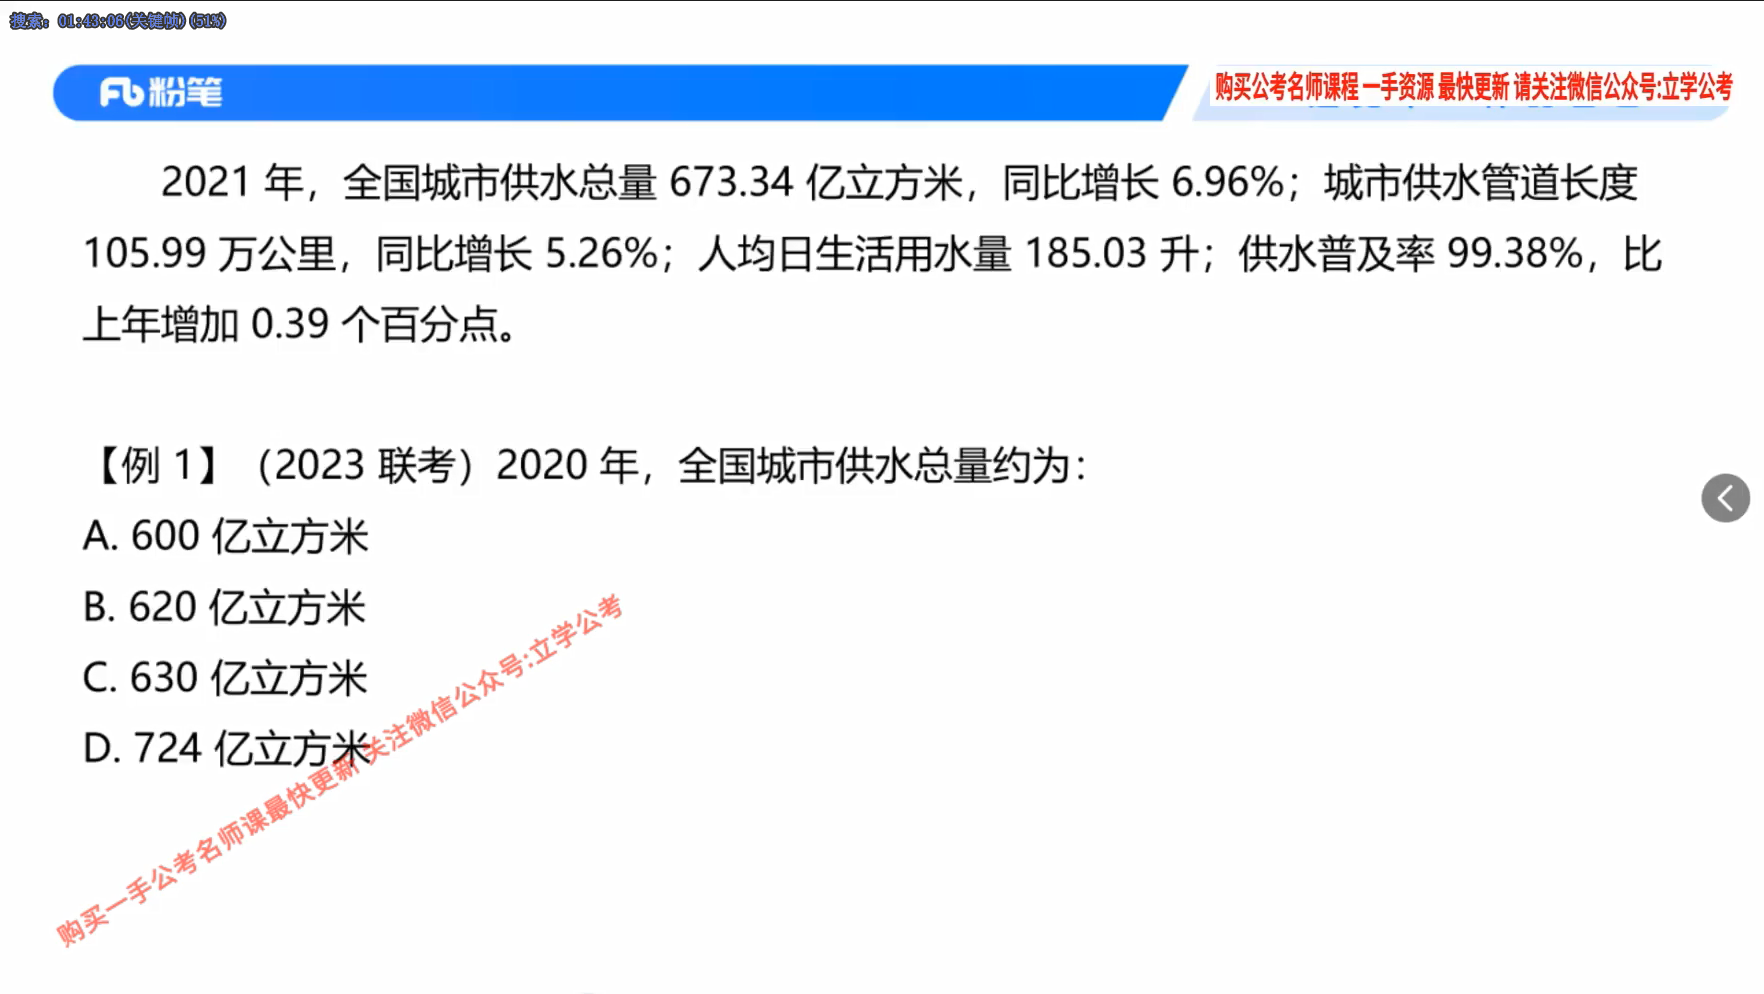 搜索：01:43:06(关键帧)(51%)
粉笔
购买公考名师课程 一手资源 最快更新 请关注微信公众号:立学公考
2021 年，全国城市供水总量 673.34 亿立方米，同比增长 6.96%；城市供水管道长度
105.99 万公里，同比增长 5.26%；人均日生活用水量 185.03 升；供水普及率 99.38%，比
上年增加 0.39 个百分点。
【例 1】（2023 联考）2020 年，全国城市供水总量约为：
A. 600 亿立方米
B. 620 亿立方米
C. 630 亿立方米
D. 724 亿立方米
购买一手公考名师课最快更新 关注微信公众号:立学公考